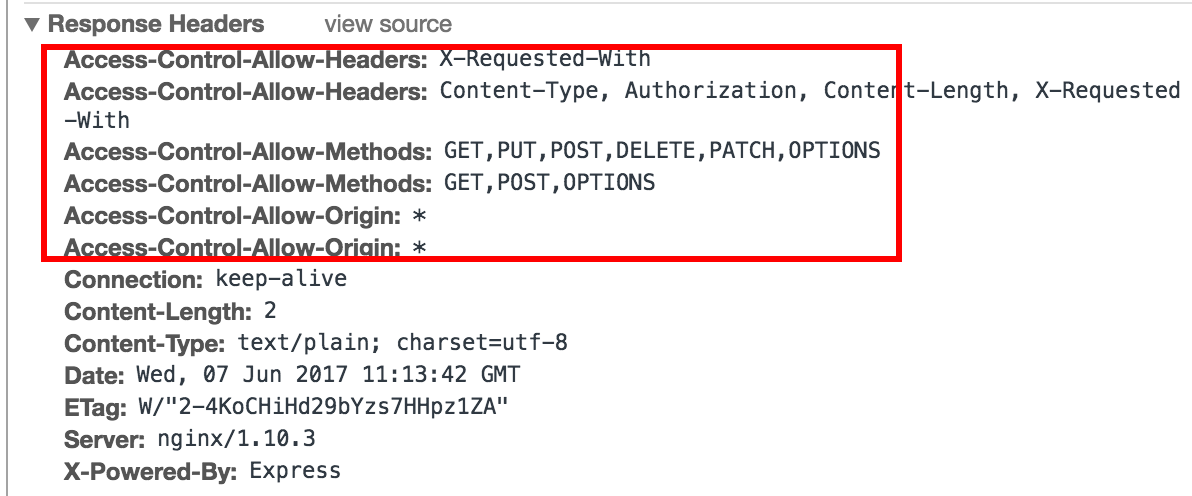 ▼ Response Headers view source
Access-Control-Allow-Headers: X-Requested-With
Access-Control-Allow-Headers: Content-Type, Authorization, Content-Length, X-Requested
-With
Access-Control-Allow-Methods: GET,PUT,POST,DELETE,PATCH,OPTIONS
Access-Control-Allow-Methods: GET,POST,OPTIONS
Access-Control-Allow-Origin: *
Access-Control-Allow-Origin: *
Connection: keep-alive
Content-Length: 2
Content-Type: text/plain; charset=utf-8
Date: Wed, 07 Jun 2017 11:13:42 GMT
ETag: W/"2-4KoCHiHd29bYzs7HHpz1ZA"
Server: nginx/1.10.3
X-Powered-By: Express